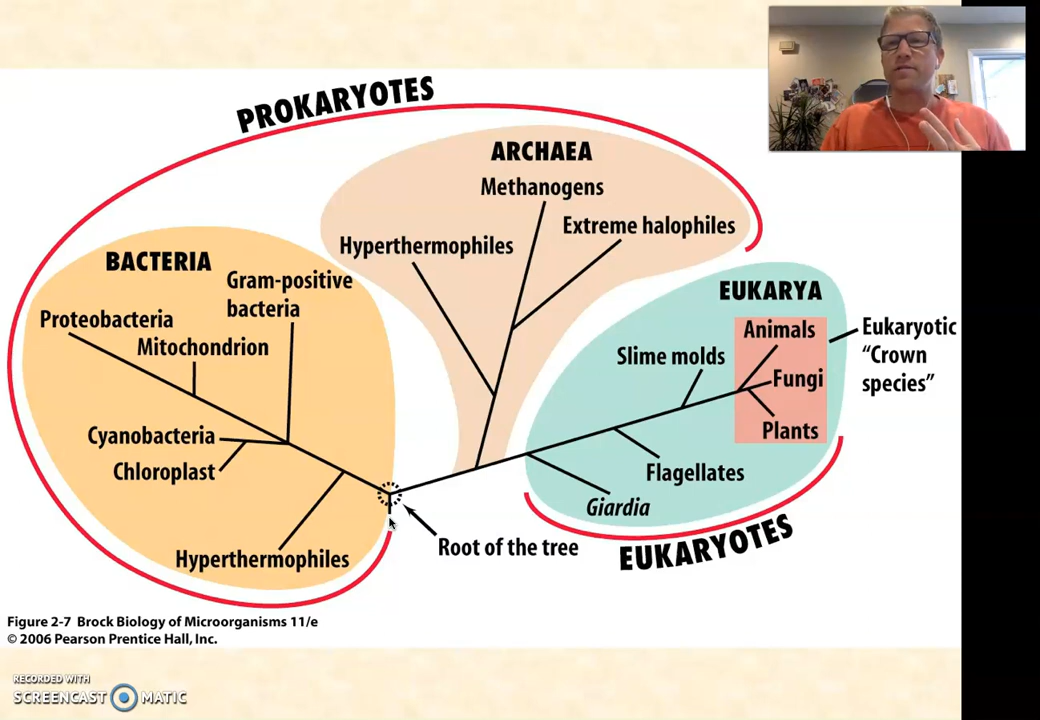 PROKARYOTES
ARCHAEA
Methanogens
Extreme halophiles
Hyperthermophiles
BACTERIA
Gram-positive
bacteria
Proteobacteria
Mitochondrion
Cyanobacteria
Chloroplast
Hyperthermophiles
EUKARYA
Animals
Slime molds
Fungi
Plants
Eukaryotic
“Crown
species”
Flagellates
Giardia
Root of the tree
EUKARYOTES
Figure 2-7 Brock Biology of Microorganisms 11/e
© 2006 Pearson Prentice Hall, Inc.
RECORDED WITH
SCREENCAST MATIC